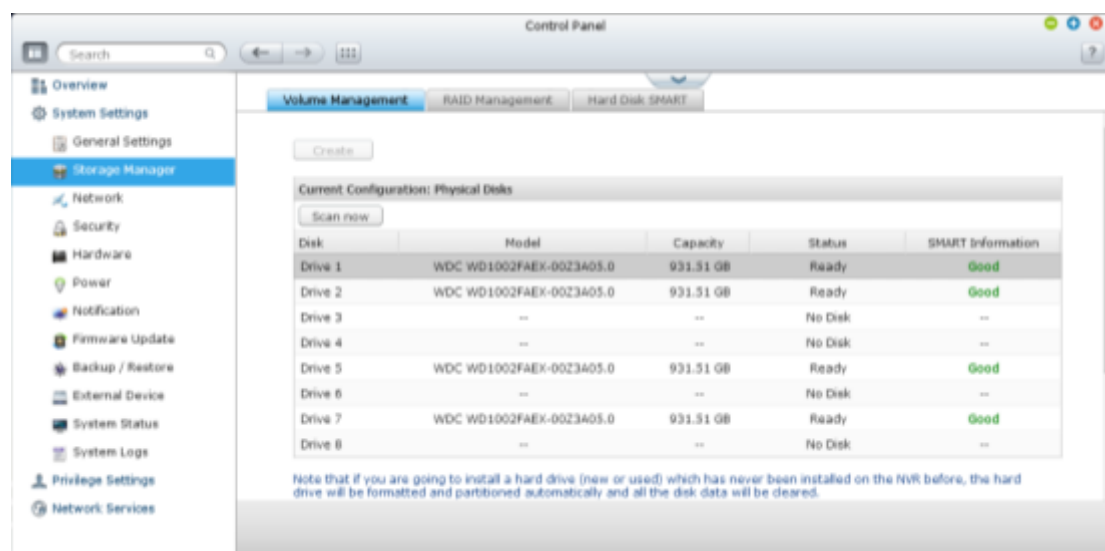 Control Panel
Search
?
Overview
System Settings
General Settings
Storage Manager
Network
Security
Hardware
Power
Notification
Firmware Update
Backup / Restore
External Device
System Status
System Logs
Privilege Settings
Network Services
Volume Management RAID Management Hard Disk SMART
Create
Current Configuration: Physical Disks
Scan now
Disk Model Capacity Status SMART Information
Drive 1 WDC WD1002FAEX-00Z3A05.0 931.51 GB Ready Good
Drive 2 WDC WD1002FAEX-00Z3A05.0 931.51 GB Ready Good
Drive 3 -- -- No Disk --
Drive 4 -- -- No Disk --
Drive 5 WDC WD1002FAEX-00Z3A05.0 931.51 GB Ready Good
Drive 6 -- -- No Disk --
Drive 7 WDC WD1002FAEX-00Z3A05.0 931.51 GB Ready Good
Drive 8 -- -- No Disk --
Note that if you are going to install a hard drive (new or used) which has never been installed on the NVR before, the hard
drive will be formatted and partitioned automatically and all the disk data will be cleared.